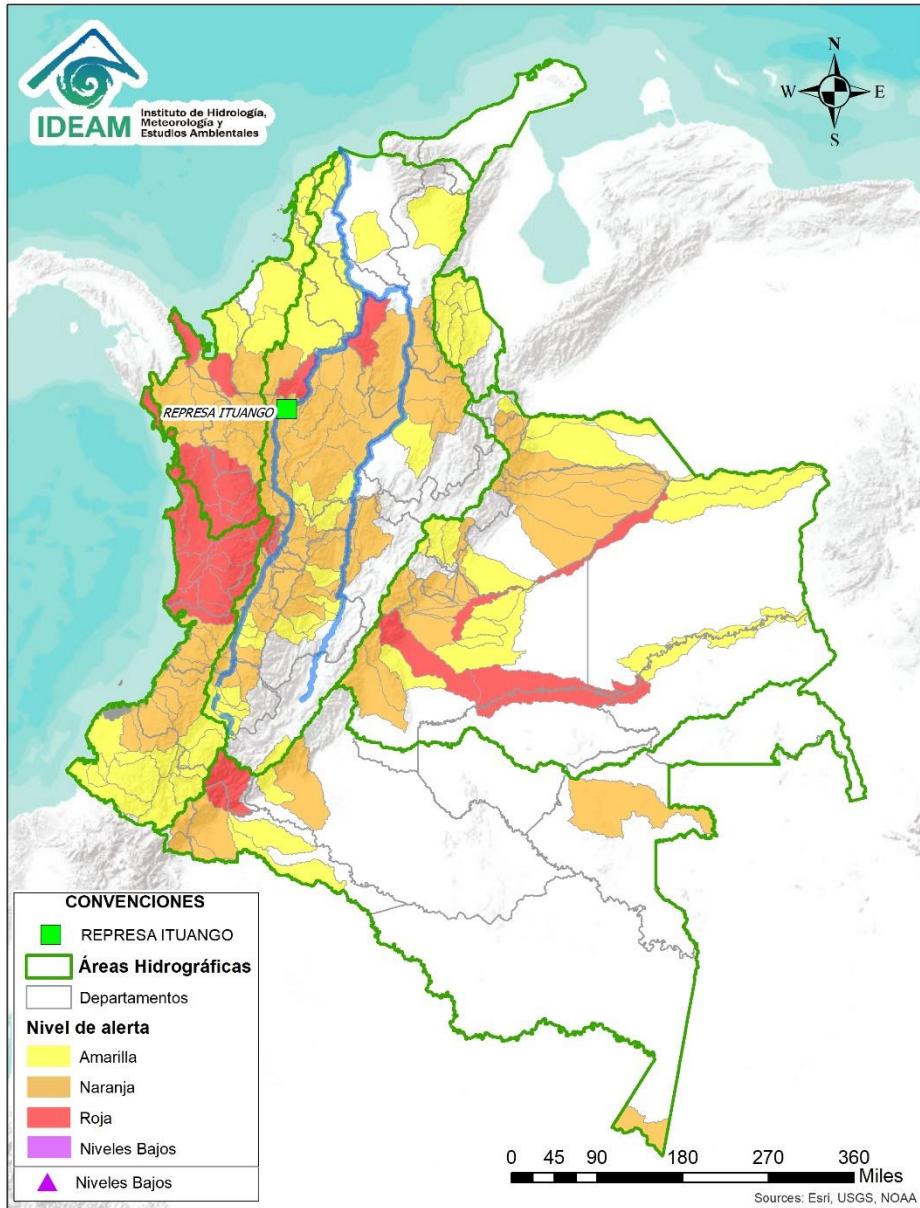 IDEAM
Instituto de Hidrología,
Meteorología y
Estudios Ambientales
N
W
E
S
REPRESA ITUANGO
CONVENCIONES
REPRESA ITUANGO
Áreas Hidrográficas
Departamentos
Nivel de alerta
Amarilla
Naranja
Roja
Niveles Bajos
Niveles Bajos
0 45 90 180 270 360
Miles
Sources: Esri, USGS, NOAA